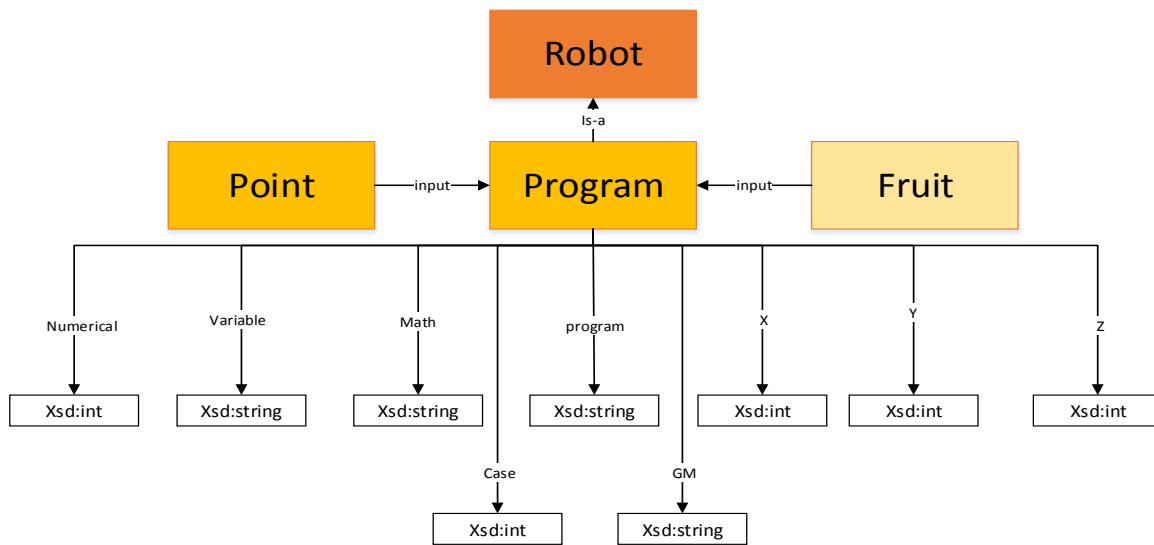 Robot
Is-a
Point
input
Program
input
Fruit
Numerical
Variable
Math
program
X
Y
Z
Xsd:int
Xsd:string
Xsd:string
Xsd:string
Xsd:int
Xsd:int
Xsd:int
Case
GM
Xsd:int
Xsd:string